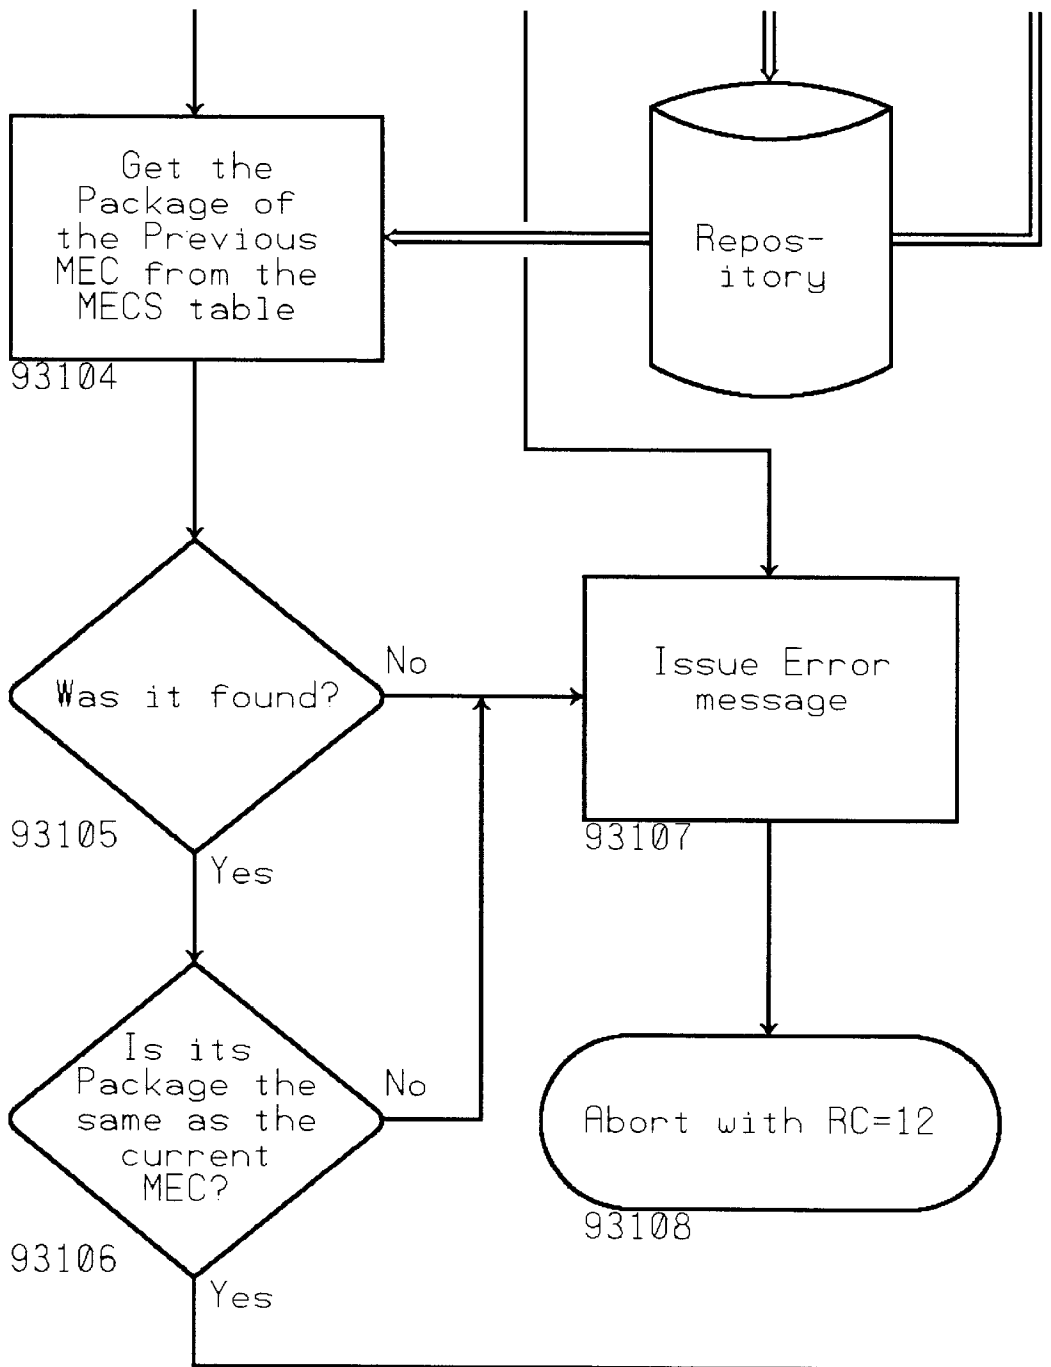 Get the
Package of
the Previous
MEC from the
MECS table
93104
Repos-
itory
Was it found?
No
93105
Yes
Issue Error
message
93107
Is its
Package the
same as the
current
MEC?
No
93106
Yes
Abort with RC=12
93108